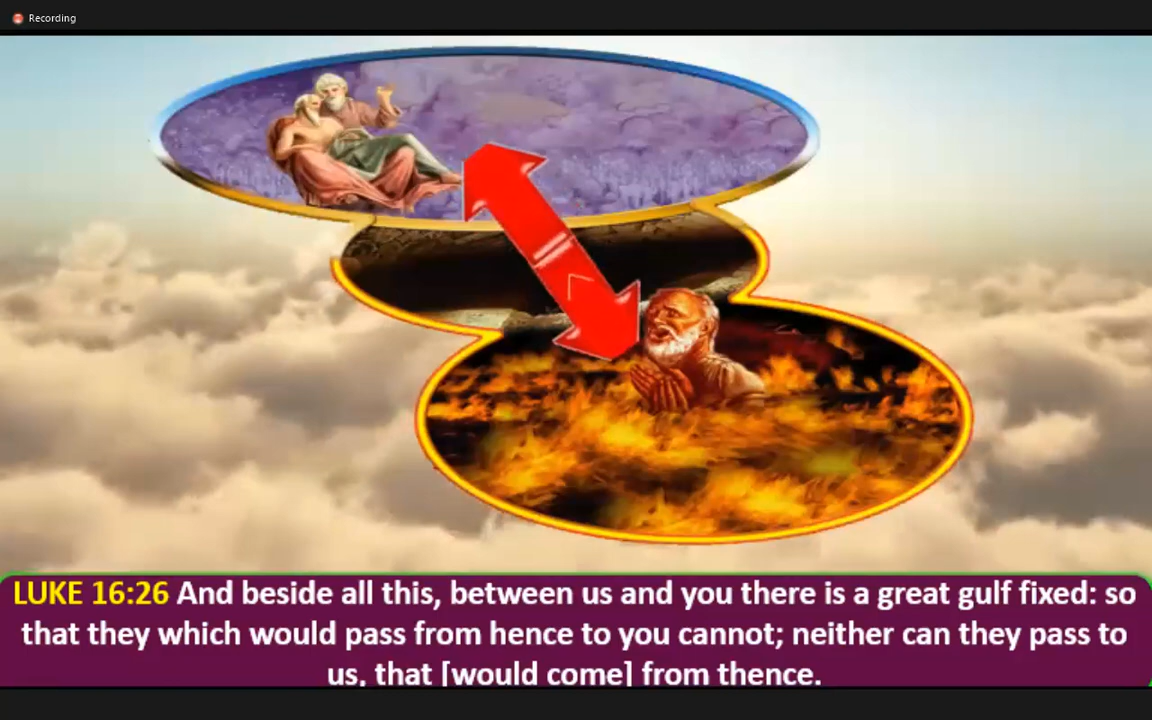 Recording
LUKE 16:26 And beside all this, between us and you there is a great gulf fixed: so
that they which would pass from hence to you cannot; neither can they pass to
us, that [would come] from thence.